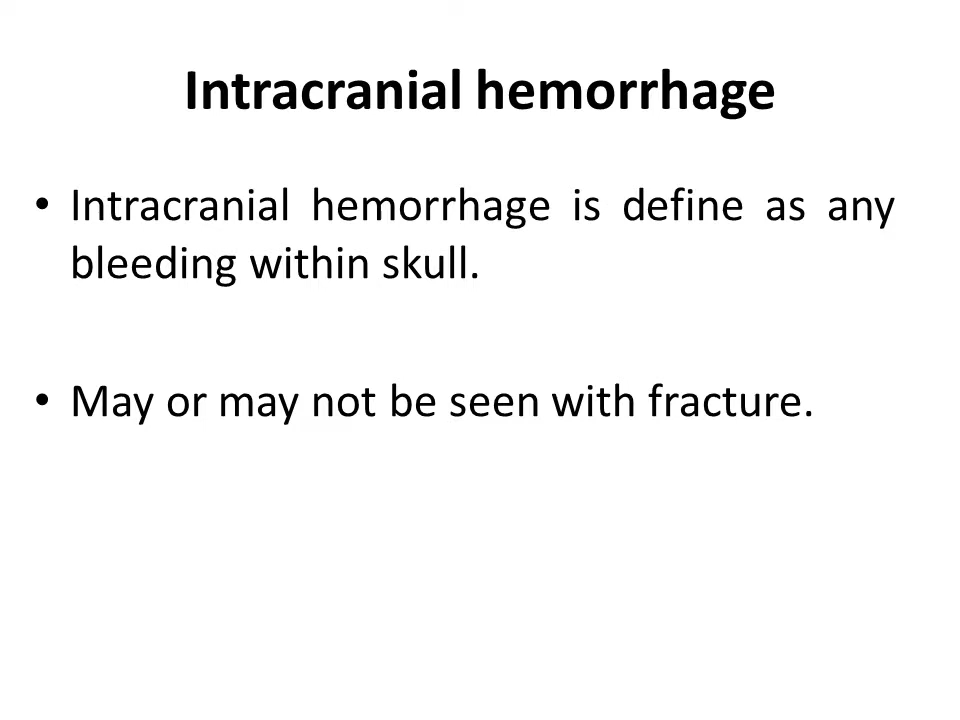 Intracranial hemorrhage
• Intracranial hemorrhage is define as any
bleeding within skull.
• May or may not be seen with fracture.